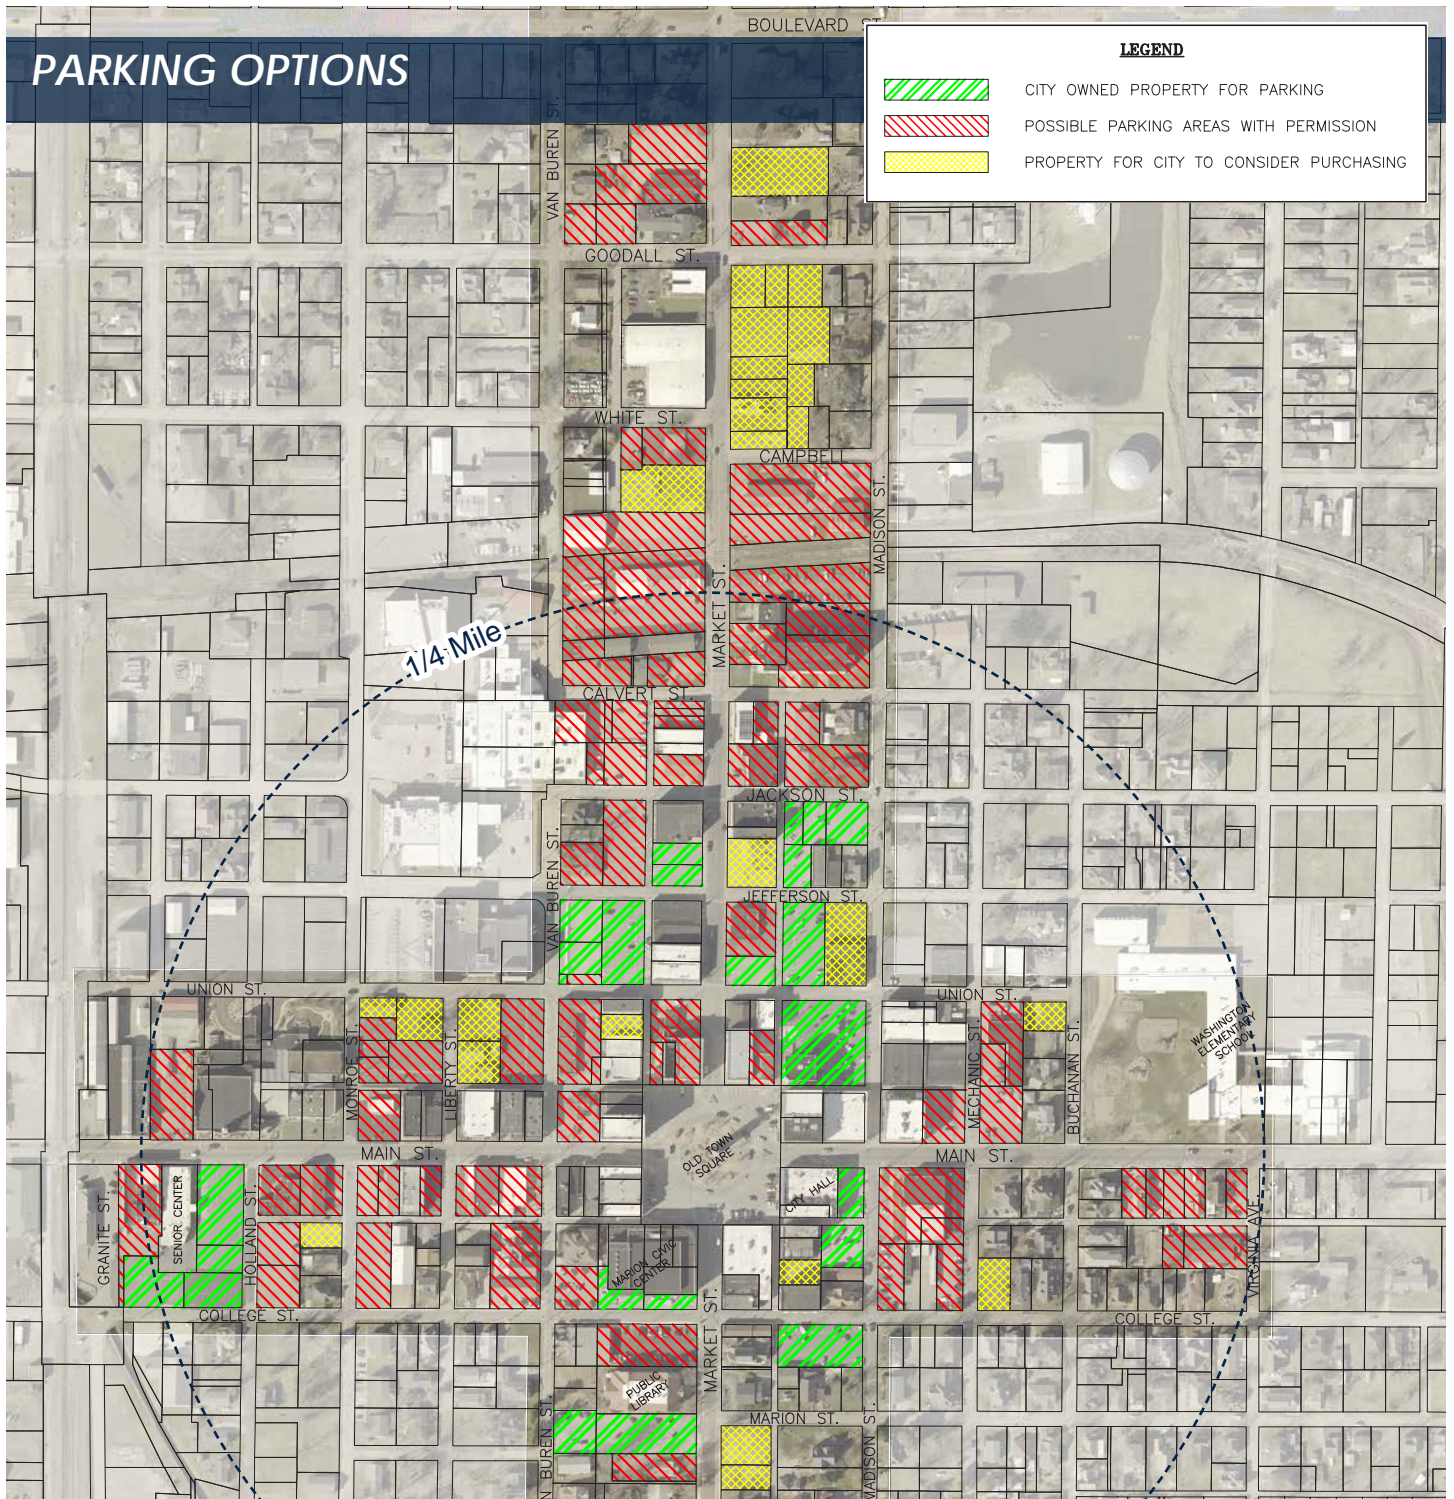 BOULEVARD ST.
PARKING OPTIONS
LEGEND
CITY OWNED PROPERTY FOR PARKING
POSSIBLE PARKING AREAS WITH PERMISSION
PROPERTY FOR CITY TO CONSIDER PURCHASING
VAN BUREN ST.
GOODALL ST.
WHITE ST.
CAMPBELL
MADISON ST.
MARKET ST.
1/4 Mile
CALVERT ST.
JACKSON ST.
VAN BUREN ST.
JEFFERSON ST.
UNION ST.
UNION ST.
MONROE ST.
LIBERTY ST.
MECHANIC ST.
BUCHANAN ST.
WASHINGTON
ELEMENTARY
SCHOOL
MAIN ST.
OLD TOWN
SQUARE
MAIN ST.
GRANITE ST.
SENIOR CENTER
HOLLAND ST.
CITY HALL
MARION CIVIC
CENTER
VIRGINIA AVE.
COLLEGE ST.
MARKET ST.
COLLEGE ST.
PUBLIC
LIBRARY
MARION ST.
N BUREN ST.
MADISON ST.